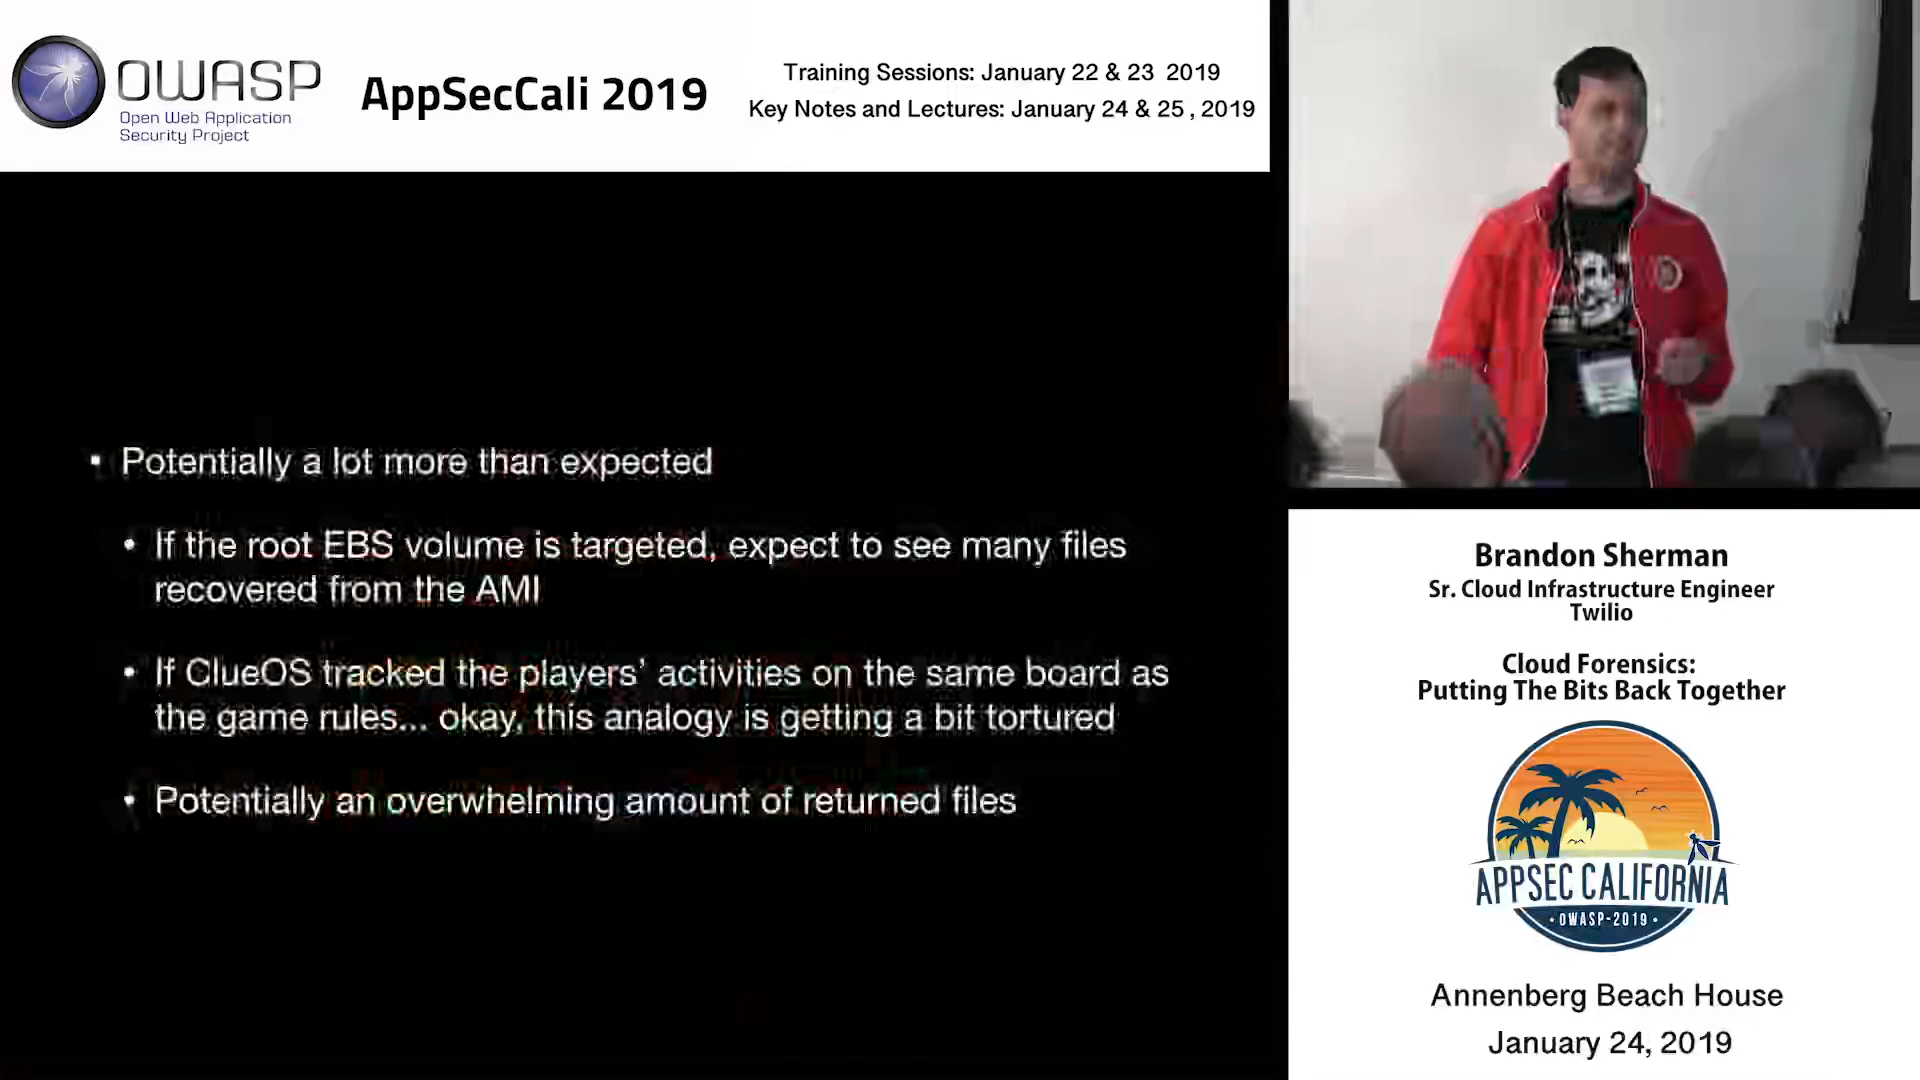 OWASP
Open Web Application
Security Project
AppSecCali 2019
Training Sessions: January 22 & 23 2019
Key Notes and Lectures: January 24 & 25 , 2019
• Potentially a lot more than expected
• If the root EBS volume is targeted, expect to see many files
recovered from the AMI
• If ClueOS tracked the players’ activities on the same board as
the game rules... okay, this analogy is getting a bit tortured
• Potentially an overwhelming amount of returned files
Brandon Sherman
Sr. Cloud Infrastructure Engineer
Twilio
Cloud Forensics:
Putting The Bits Back Together
APPSEC CALIFORNIA
• OWASP-2019 •
Annenberg Beach House
January 24, 2019